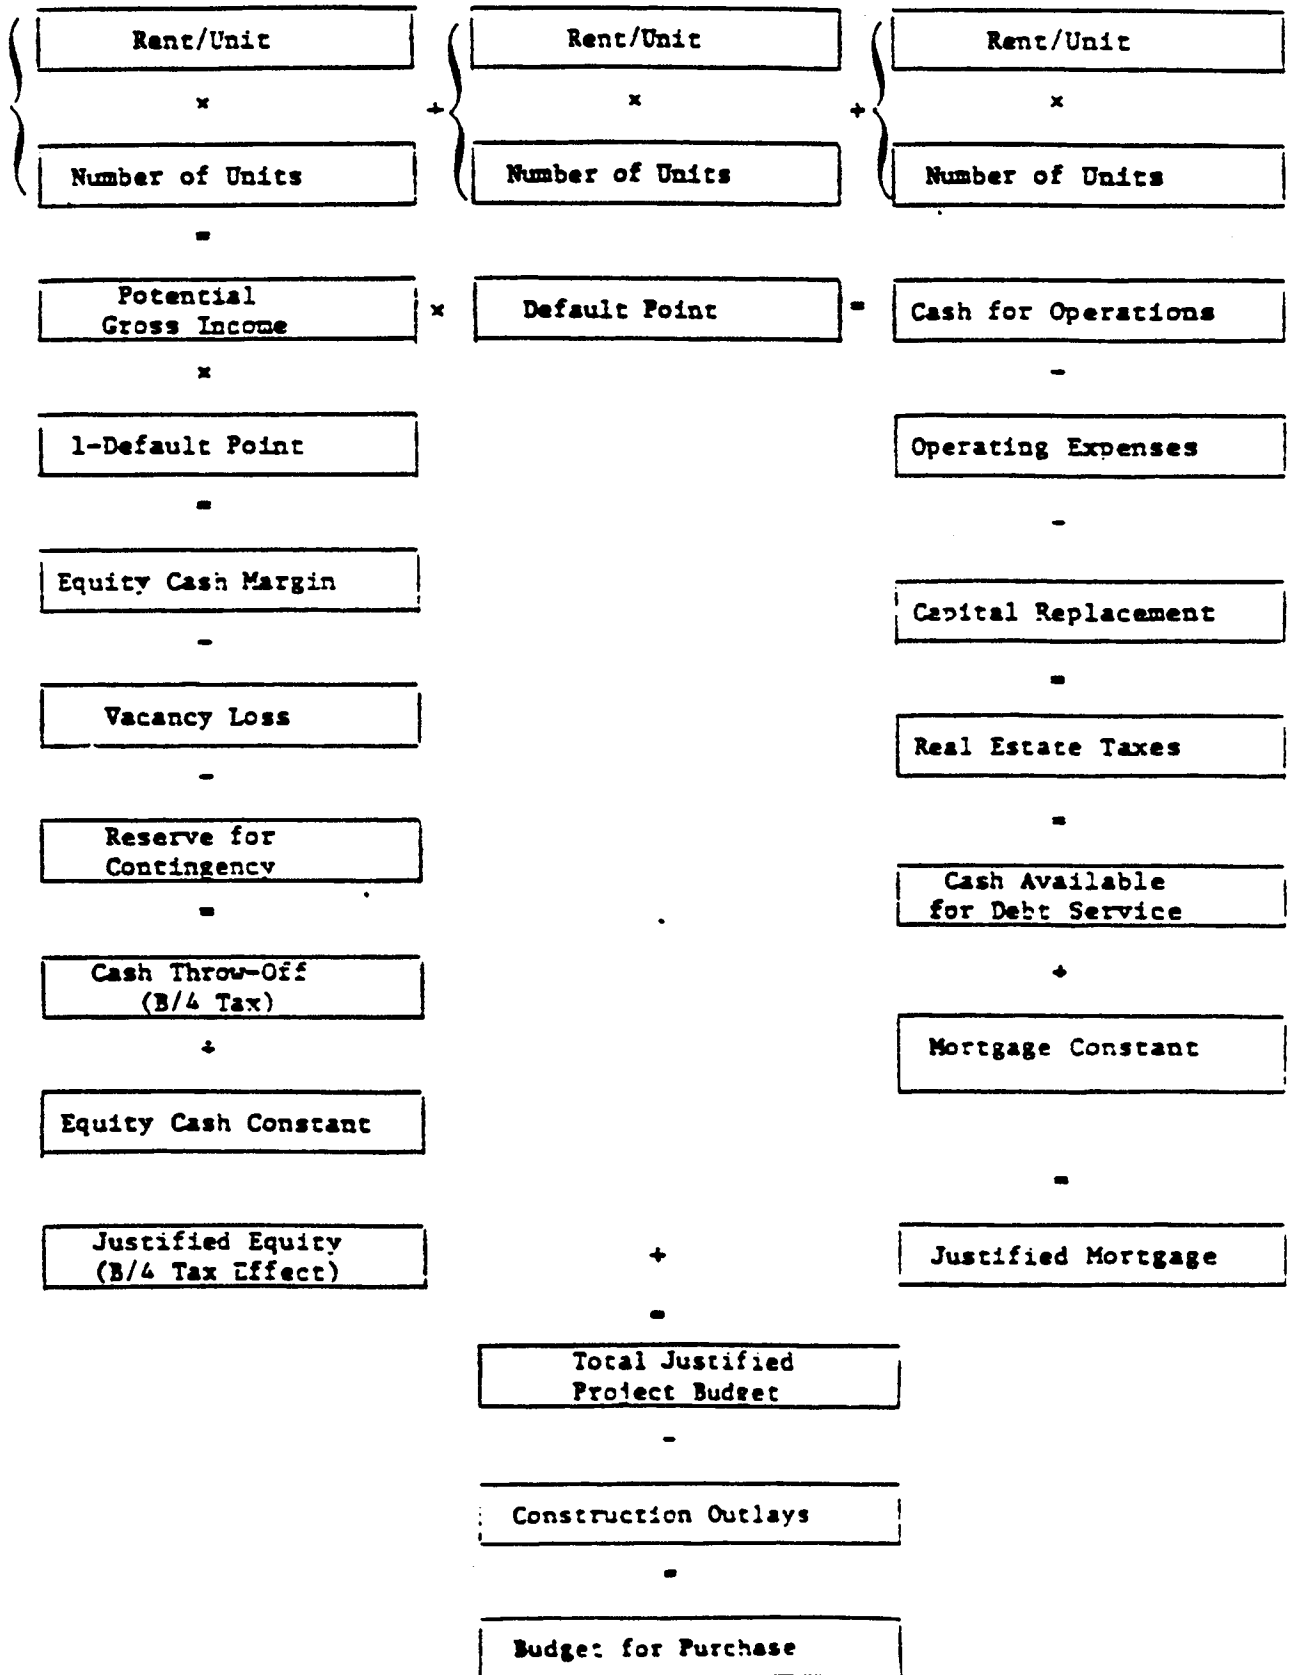 Rent/Unit
Rent/Unit
Rent/Unit
×
+
×
+
×
Number of Units
Number of Units
Number of Units
=
Potential
Gross Income
×
Default Point
=
Cash for Operations
×
-
1-Default Point
Operating Expenses
=
-
Equity Cash Margin
Capital Replacement
-
=
Vacancy Loss
Real Estate Taxes
-
=
Reserve for
Contingency
Cash Available
for Debt Service
=
Cash Throw-Off
(B/4 Tax)
÷
÷
Mortgage Constant
Equity Cash Constant
=
Justified Equity
(B/4 Tax Effect)
+
Justified Mortgage
=
Total Justified
Project Budget
-
Construction Outlays
=
Budget for Purchase